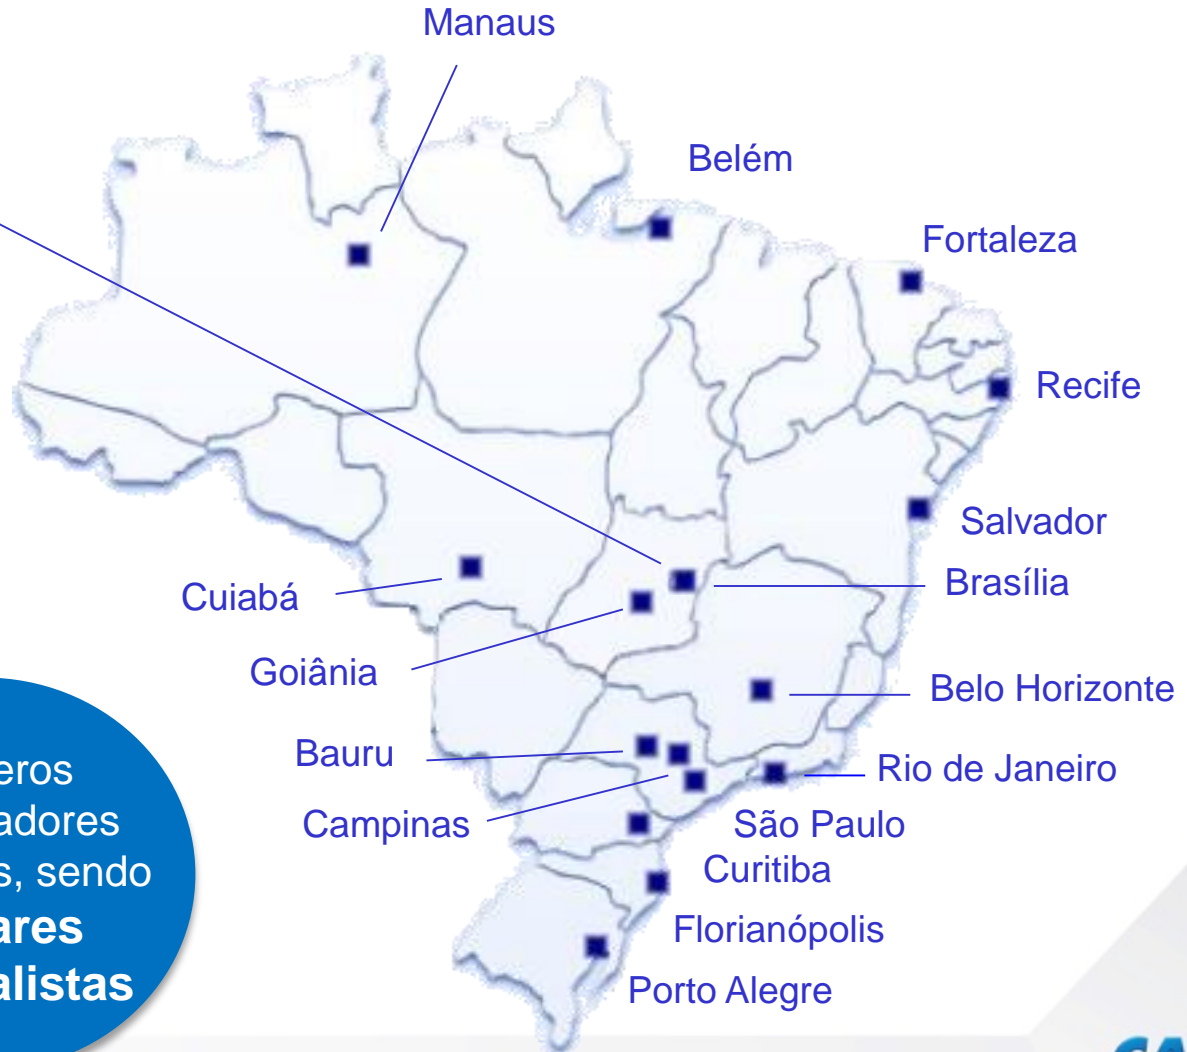 Manaus
Belém
Fortaleza
Recife
Salvador
Brasília
Cuiabá
Goiânia
Belo Horizonte
Bauru
Rio de Janeiro
Campinas
São Paulo
Curitiba
Florianópolis
Porto Alegre
eros
adores
s, sendo
ares
alistas
CA